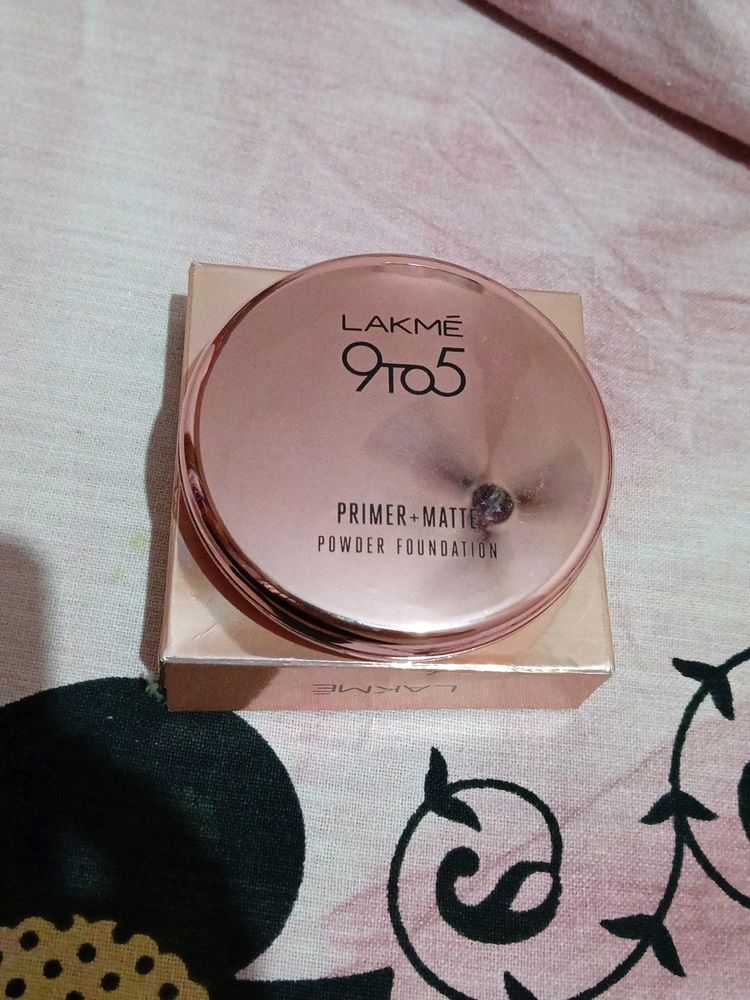 LAKMÉ
9TO5
PRIMER+MATTE
POWDER FOUNDATION
LAKMÉ